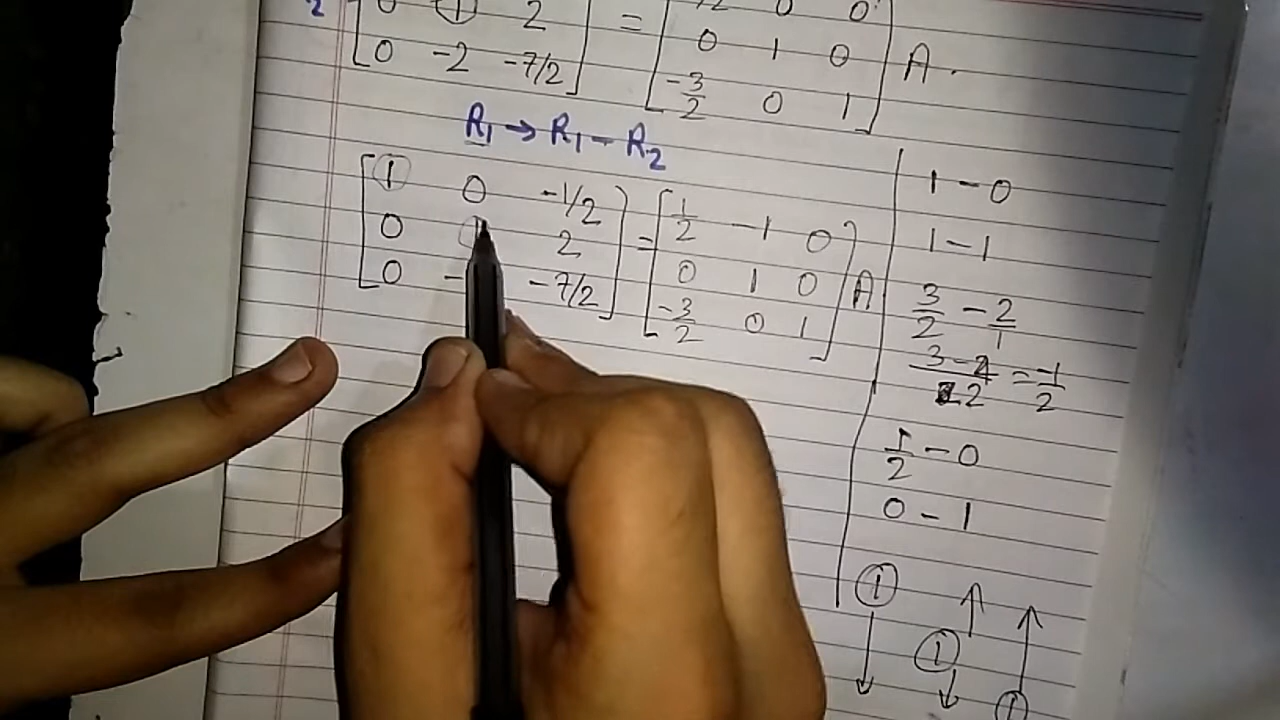 2 0 1 2 = 0 0
0 -2 -7/2 0 1 0 A.
-3/2 0 1
R1 → R1 - R2
1 0 -1/2 = 1/2 -1 0
0 2 0 1 0 A
0 - -7/2 -3/2 0 1
1 - 0
1 - 1
3/2 - 2/1
3-4/2 = -1/2
1/2 - 0
0 - 1
1 ↓ ↑
1 ↓ ↑
1